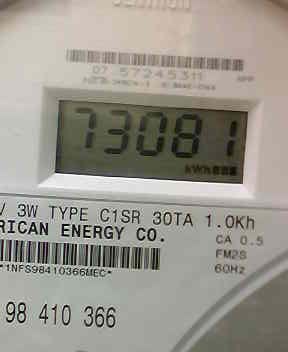 07 57245311
APP
73081
kWh
V 3W TYPE C1SR 30TA 1.0Kh
RICAN ENERGY CO.
CA 0.5
FM2S
*1NFS98410366MEC*
60Hz
98 410 366